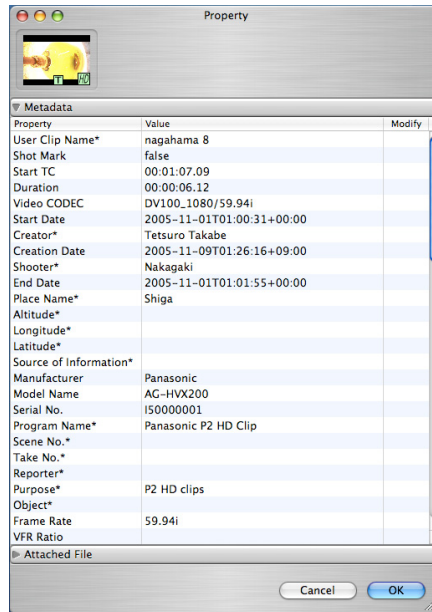 Property
T HD
Metadata
Property Value Modify
User Clip Name* nagahama 8
Shot Mark false
Start TC 00:01:07.09
Duration 00:00:06.12
Video CODEC DV100_1080/59.94i
Start Date 2005-11-01T01:00:31+00:00
Creator* Tetsuro Takabe
Creation Date 2005-11-09T01:26:16+09:00
Shooter* Nakagaki
End Date 2005-11-01T01:01:55+00:00
Place Name* Shiga
Altitude*
Longitude*
Latitude*
Source of Information*
Manufacturer Panasonic
Model Name AG-HVX200
Serial No. I50000001
Program Name* Panasonic P2 HD Clip
Scene No.*
Take No.*
Reporter*
Purpose* P2 HD clips
Object*
Frame Rate 59.94i
VFR Ratio
Attached File
Cancel OK